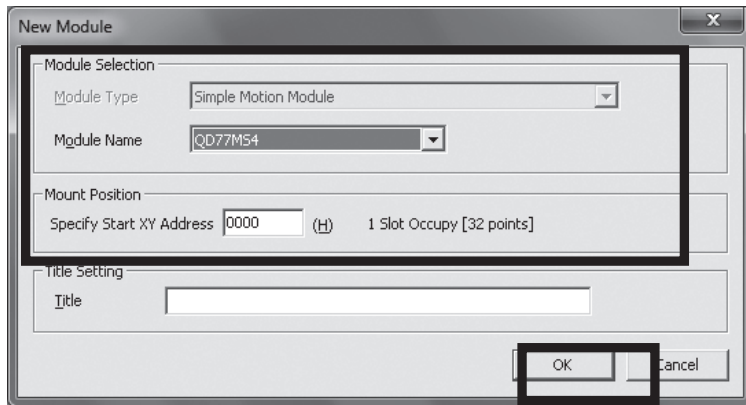 New Module
x
Module Selection
Module Type Simple Motion Module
Module Name QD77MS4
Mount Position
Specify Start XY Address 0000 (H) 1 Slot Occupy [32 points]
Title Setting
Title
OK Cancel